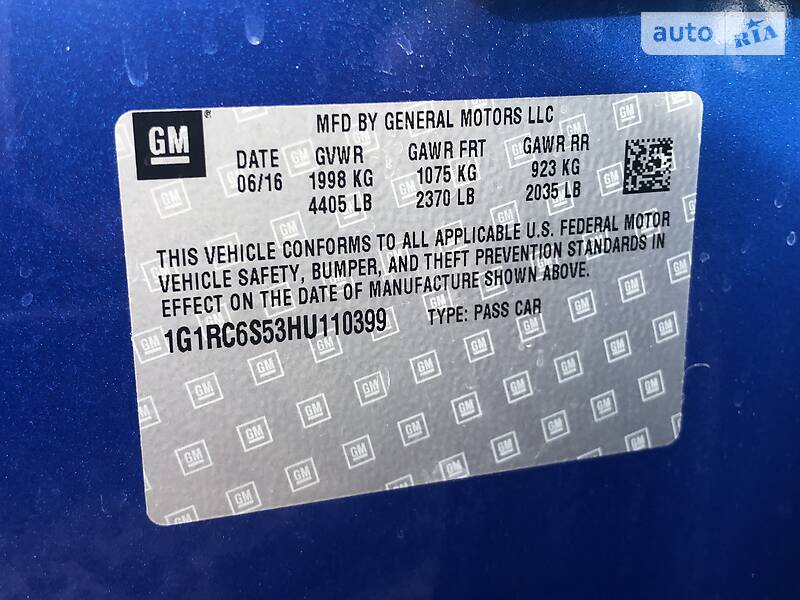 auto RIA
GM ®
MFD BY GENERAL MOTORS LLC
DATE GVWR GAWR FRT GAWR RR
06/16 1998 KG 1075 KG 923 KG
4405 LB 2370 LB 2035 LB
THIS VEHICLE CONFORMS TO ALL APPLICABLE U.S. FEDERAL MOTOR
VEHICLE SAFETY, BUMPER, AND THEFT PREVENTION STANDARDS IN
EFFECT ON THE DATE OF MANUFACTURE SHOWN ABOVE.
1G1RC6S53HU110399 TYPE: PASS CAR